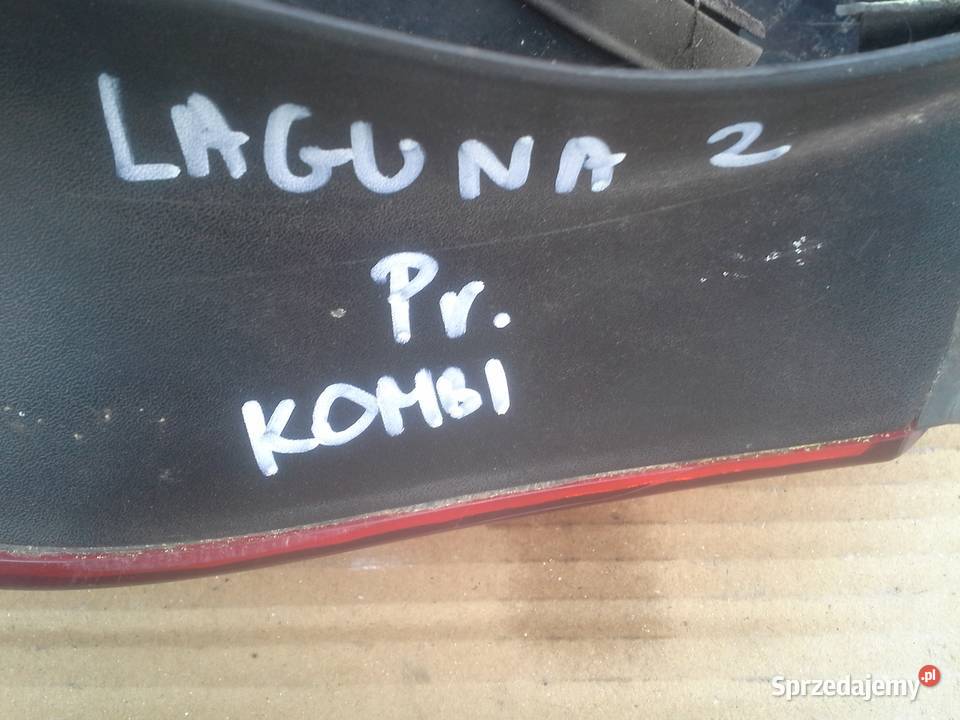 LAGUNA 2
Pr.
KOMBI
Sprzedajemy.pl